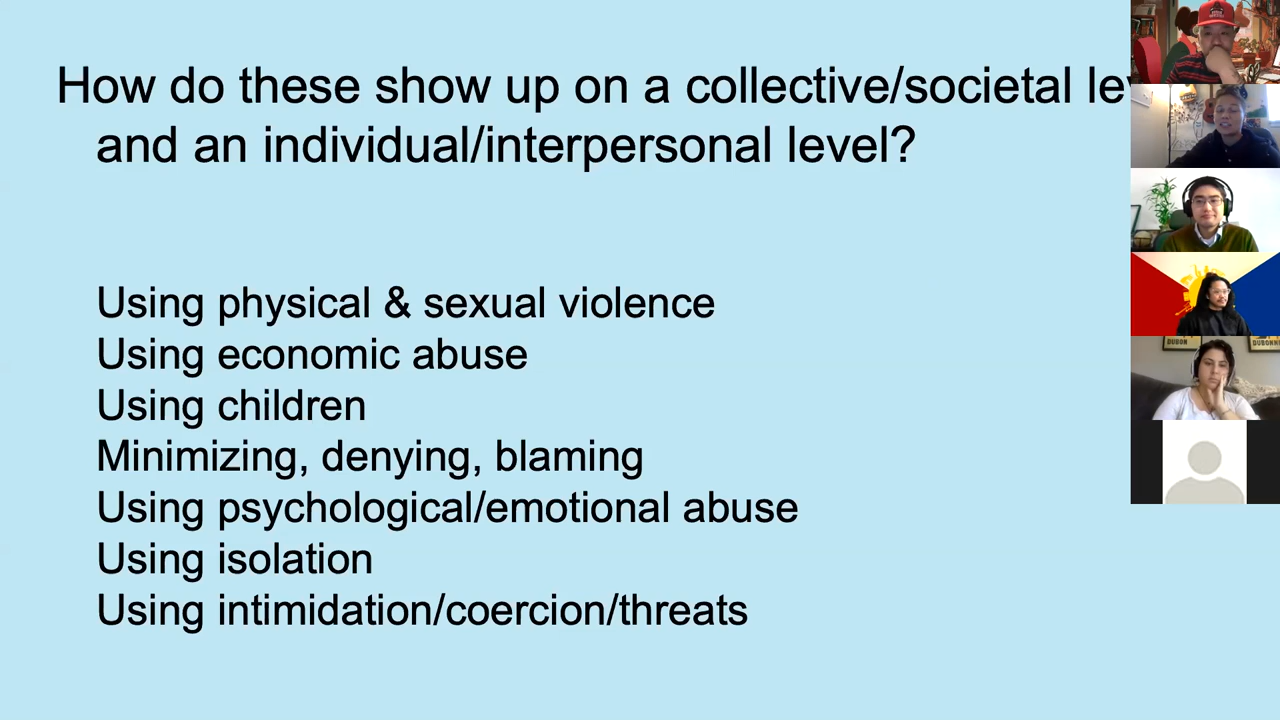 How do these show up on a collective/societal
and an individual/interpersonal level?
Using physical & sexual violence
Using economic abuse
Using children
Minimizing, denying, blaming
Using psychological/emotional abuse
Using isolation
Using intimidation/coercion/threats